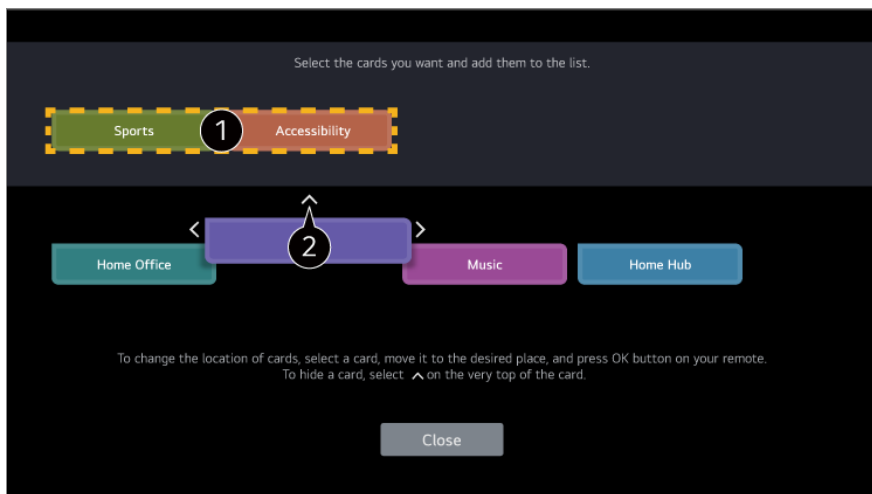 Select the cards you want and add them to the list.
Sports 1 Accessibility
2
Home Office Music Home Hub
To change the location of cards, select a card, move it to the desired place, and press OK button on your remote.
To hide a card, select ︿ on the very top of the card.
Close